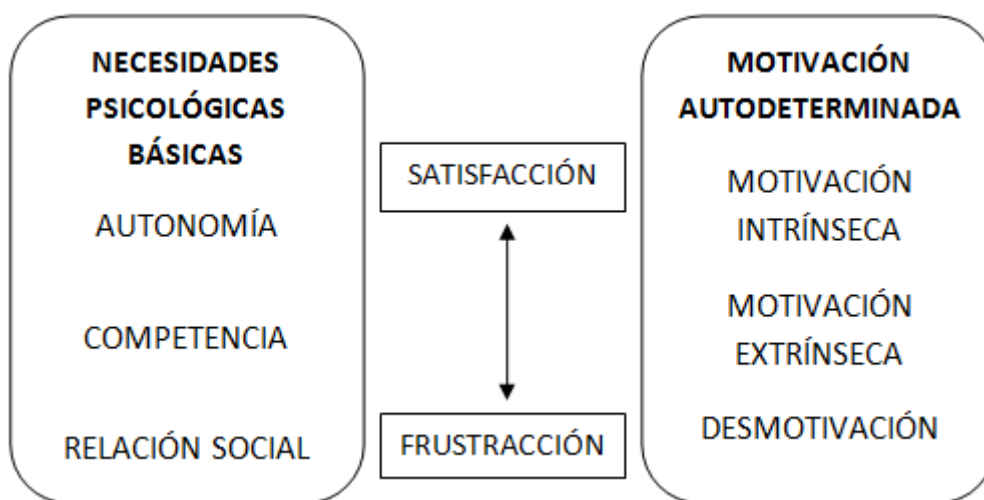 NECESIDADES
PSICOLÓGICAS
BÁSICAS
AUTONOMÍA
COMPETENCIA
RELACIÓN SOCIAL
SATISFACCIÓN
FRUSTRACCIÓN
MOTIVACIÓN
AUTODETERMINADA
MOTIVACIÓN
INTRÍNSECA
MOTIVACIÓN
EXTRÍNSECA
DESMOTIVACIÓN